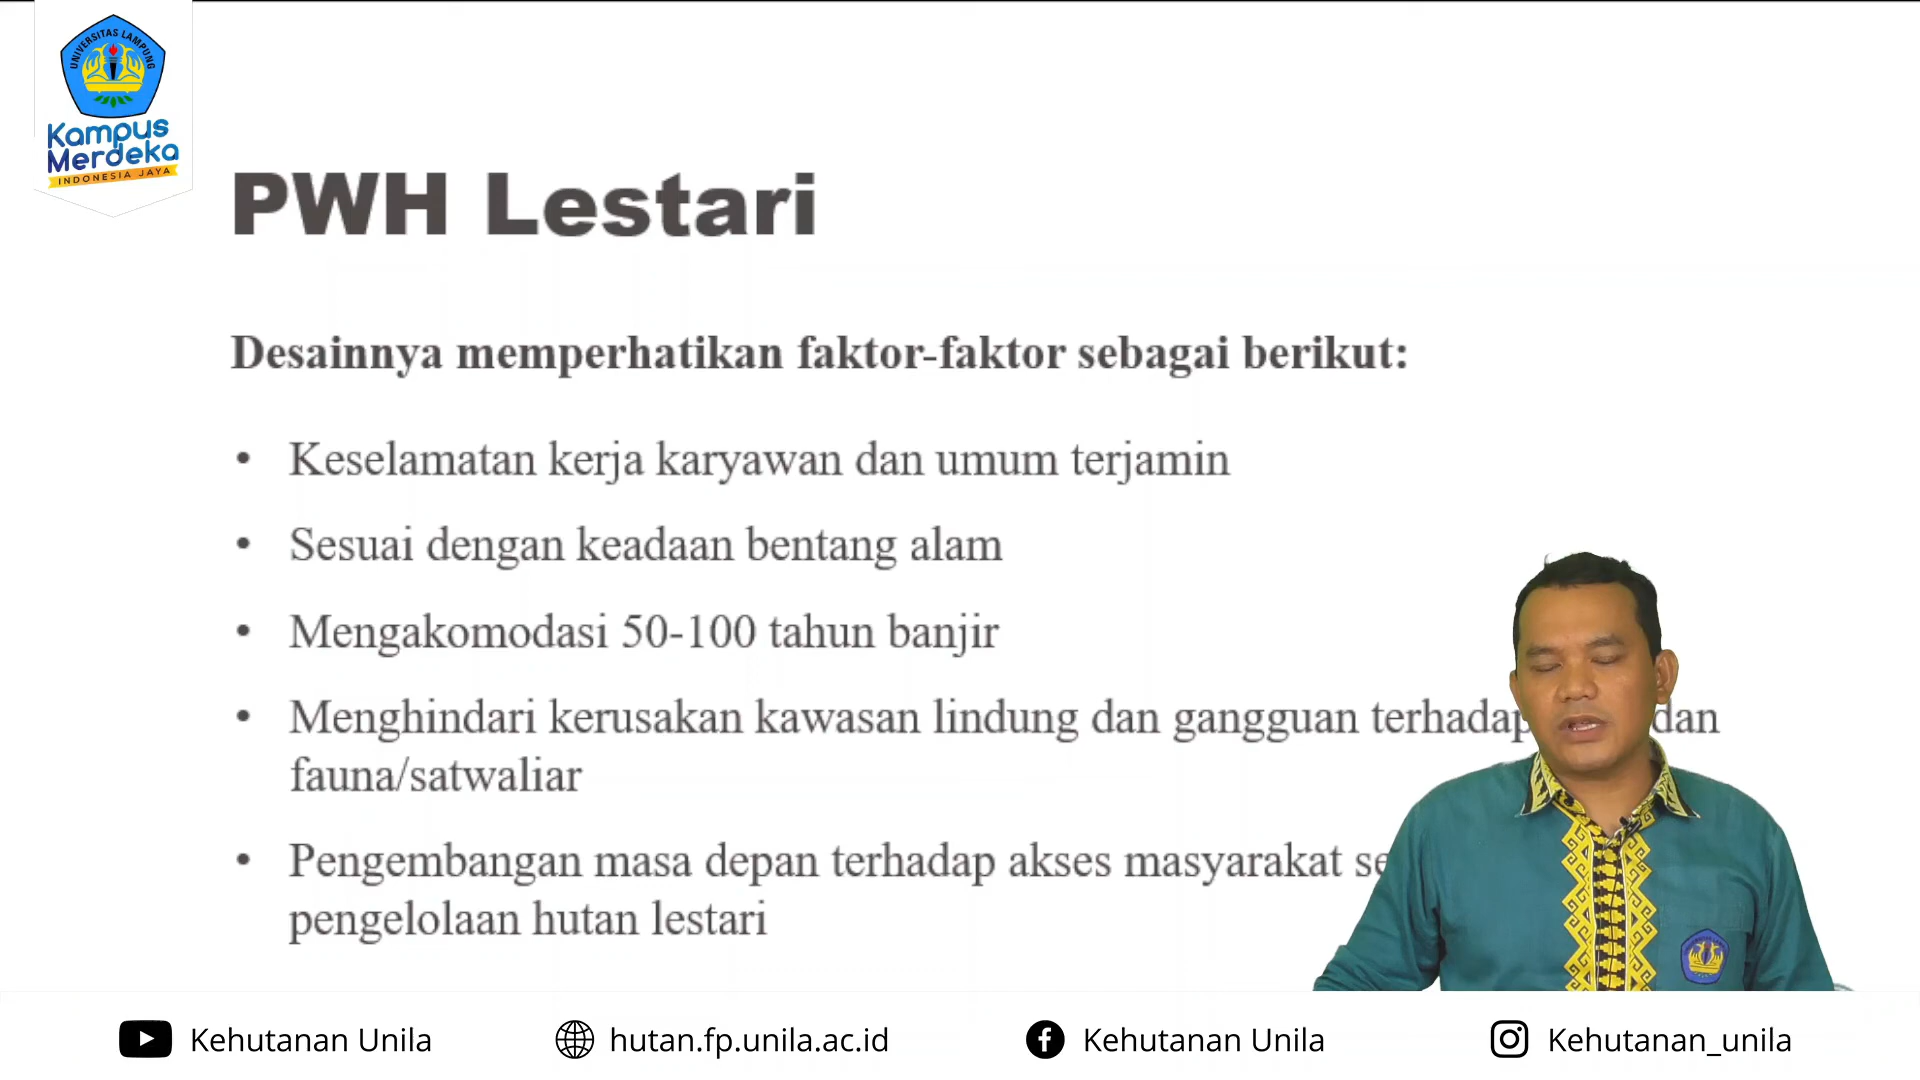 UNIVERSITAS LAMPUNG
Kampus
Merdeka
INDONESIA JAYA
PWH Lestari
Desainnya memperhatikan faktor-faktor sebagai berikut:
• Keselamatan kerja karyawan dan umum terjamin
• Sesuai dengan keadaan bentang alam
• Mengakomodasi 50-100 tahun banjir
• Menghindari kerusakan kawasan lindung dan gangguan terhadap dan
fauna/satwaliar
• Pengembangan masa depan terhadap akses masyarakat
pengelolaan hutan lestari
Kehutanan Unila
hutan.fp.unila.ac.id
Kehutanan Unila
Kehutanan_unila